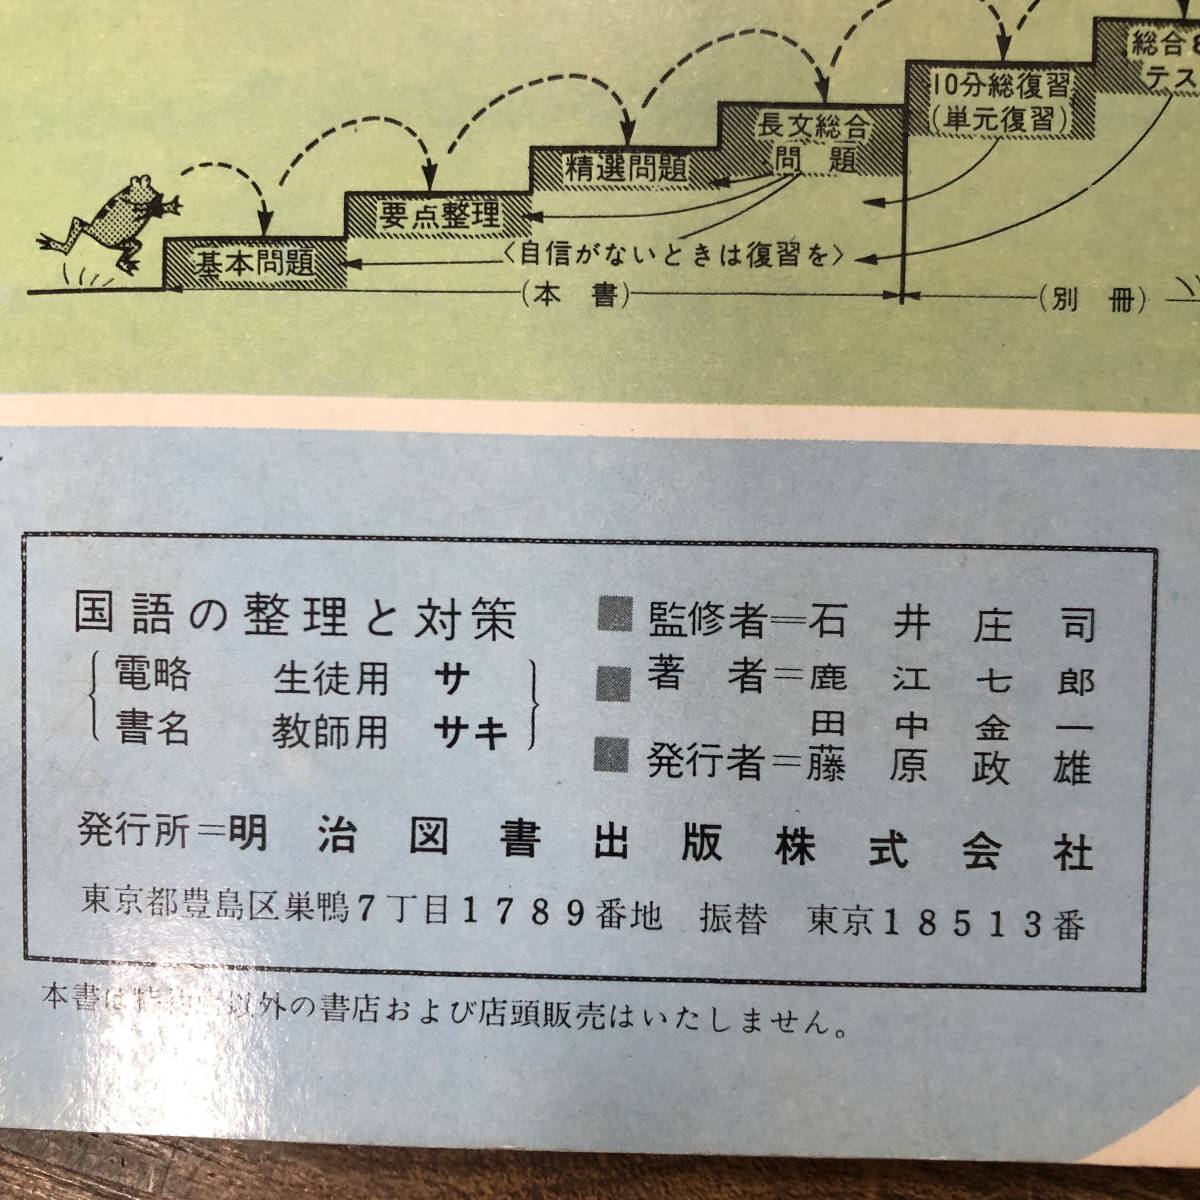 総合
テス
10分総復習
(単元復習)
長文総合
問題
精選問題
要点整理
基本問題
〈自信がないときは復習を〉
(本書)
(別冊)
国語の整理と対策
電略 生徒用 サ
書名 教師用 サキ
■監修者=石井庄司
■著者=鹿江七郎
田中金一
■発行者=藤原政雄
発行所=明治図書出版株式会社
東京都豊島区巣鴨7丁目1789番地 振替 東京18513番
本書は 以外の書店および店頭販売はいたしません。